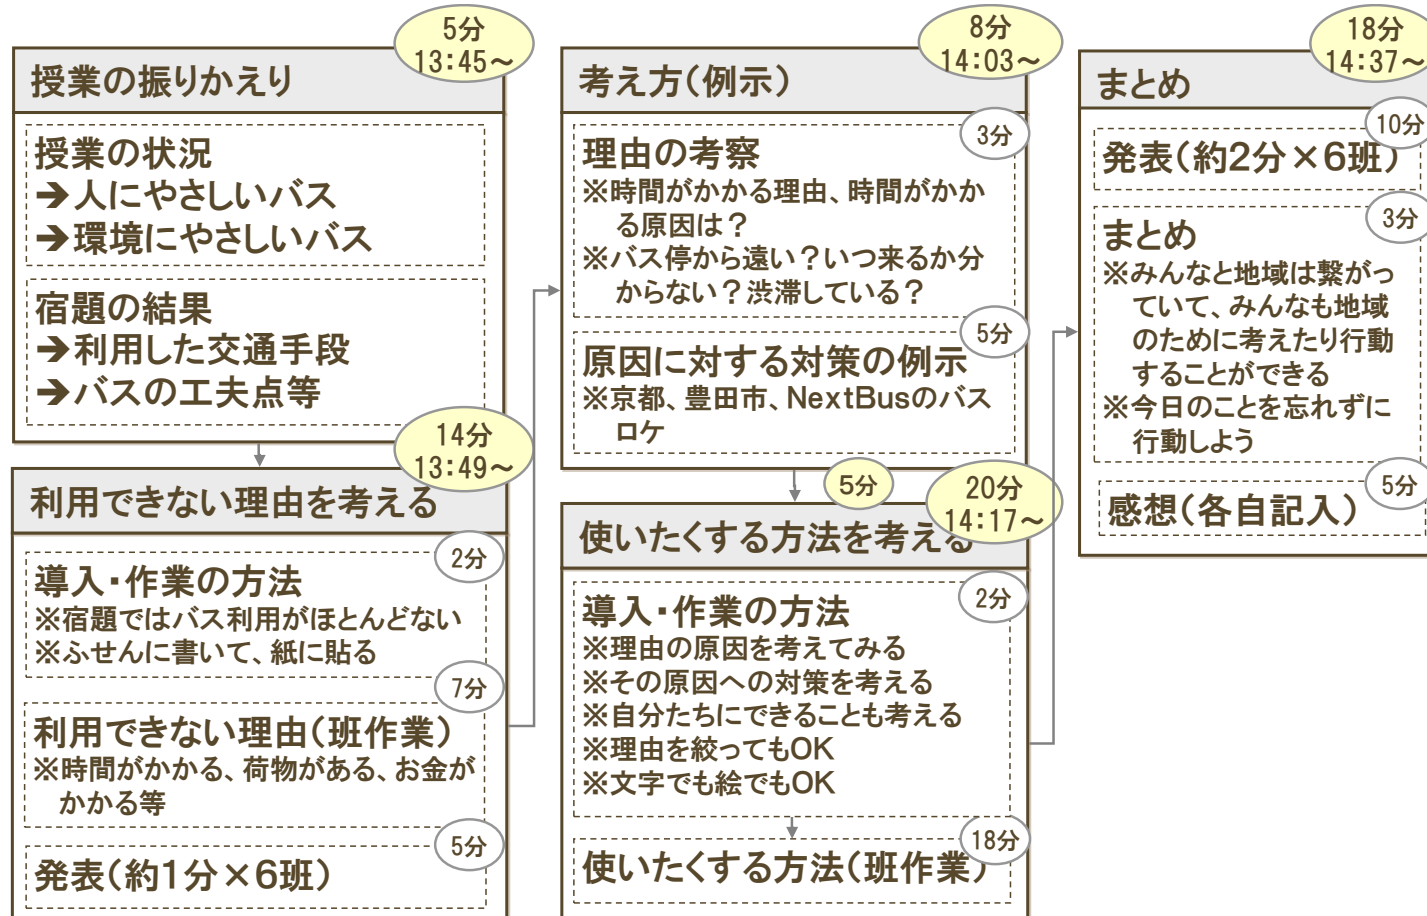 5分
13:45～
授業の振りかえり
授業の状況
➔人にやさしいバス
➔環境にやさしいバス
宿題の結果
➔利用した交通手段
➔バスの工夫点等
14分
13:49～
利用できない理由を考える
2分
導入・作業の方法
※宿題ではバス利用がほとんどない
※ふせんに書いて、紙に貼る
7分
利用できない理由（班作業）
※時間がかかる、荷物がある、お金が
かかる等
5分
発表（約1分×6班）
8分
14:03～
考え方（例示）
3分
理由の考察
※時間がかかる理由、時間がかか
る原因は？
※バス停から遠い？いつ来るか分
からない？渋滞している？
5分
原因に対する対策の例示
※京都、豊田市、NextBusのバス
ロケ
5分
20分
14:17～
使いたくする方法を考える
2分
導入・作業の方法
※理由の原因を考えてみる
※その原因への対策を考える
※自分たちにできることも考える
※理由を絞ってもOK
※文字でも絵でもOK
18分
使いたくする方法（班作業）
18分
14:37～
まとめ
10分
発表（約2分×6班）
3分
まとめ
※みんなと地域は繋がっ
ていて、みんなも地域
のために考えたり行動
することができる
※今日のことを忘れずに
行動しよう
5分
感想（各自記入）